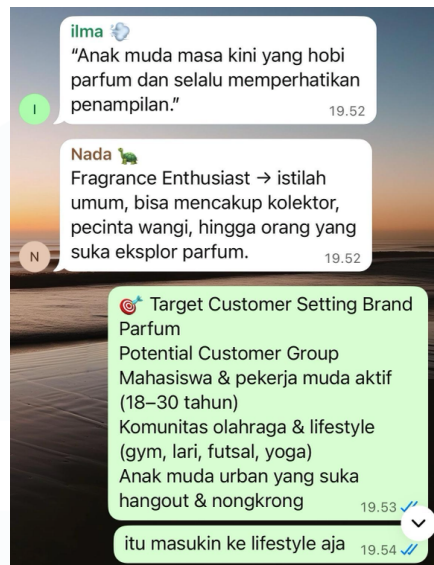 ilma 💨
“Anak muda masa kini yang hobi
parfum dan selalu memperhatikan
penampilan.”
19.52
I
Nada 🐢
Fragrance Enthusiast → istilah
umum, bisa mencakup kolektor,
pecinta wangi, hingga orang yang
suka eksplor parfum.
19.52
N
🎯 Target Customer Setting Brand
Parfum
Potential Customer Group
Mahasiswa & pekerja muda aktif
(18–30 tahun)
Komunitas olahraga & lifestyle
(gym, lari, futsal, yoga)
Anak muda urban yang suka
hangout & nongkrong
19.53
itu masukin ke lifestyle aja 19.54